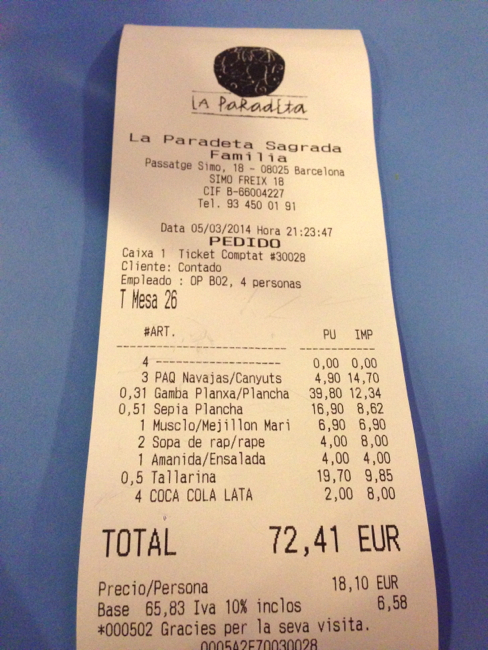 LA PaRadEta
La Paradeta Sagrada
Familia
Passatge Simo, 18 - 08025 Barcelona
SIMO FREIX 18
CIF B-66004227
Tel. 93 450 01 91
Data 05/03/2014 Hora 21:23:47
PEDIDO
Caixa 1 Ticket Comptat #30028
Cliente: Contado
Empleado : OP B02, 4 personas
T Mesa 26
#ART. PU IMP
4 -------------------- 0,00 0,00
3 PAQ Navajas/Canyuts 4,90 14,70
0,31 Gamba Planxa/Plancha 39,80 12,34
0,51 Sepia Plancha 16,90 8,62
1 Musclo/Mejillon Mari 6,90 6,90
2 Sopa de rap/rape 4,00 8,00
1 Amanida/Ensalada 4,00 4,00
0,5 Tallarina 19,70 9,85
4 COCA COLA LATA 2,00 8,00
TOTAL 72,41 EUR
Precio/Persona 18,10 EUR
Base 65,83 Iva 10% inclos 6,58
*000502 Gracies per la seva visita.
0005A2F70030028